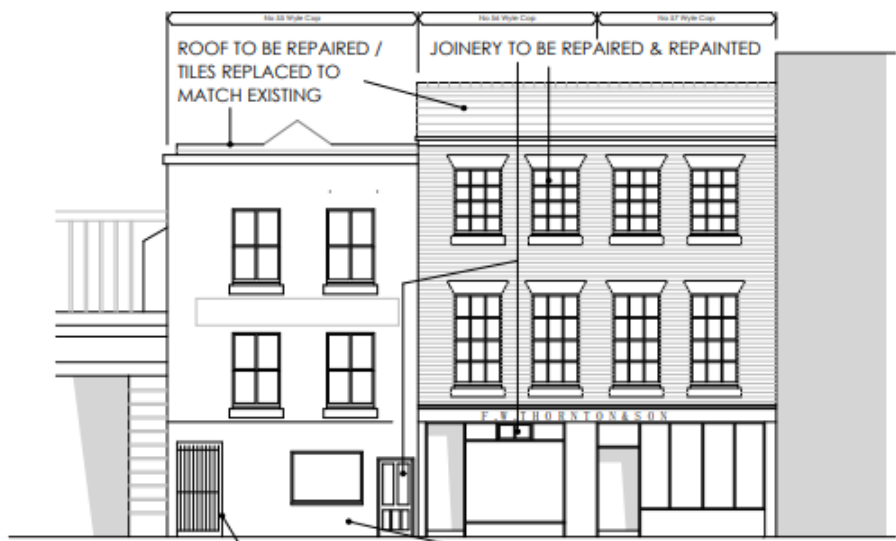 No 55 Wyle Cop
No 56 Wyle Cop
No 57 Wyle Cop
ROOF TO BE REPAIRED /
TILES REPLACED TO
MATCH EXISTING
JOINERY TO BE REPAIRED & REPAINTED
F.W.THORNTON&SON